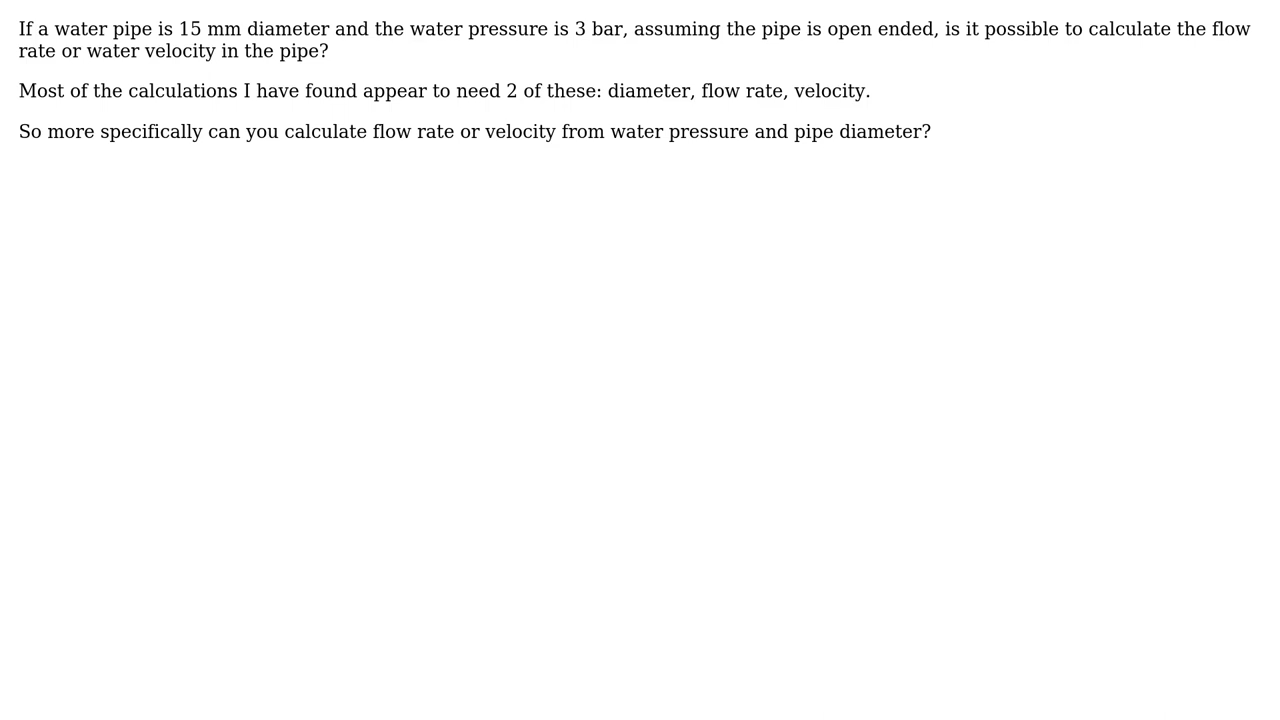 If a water pipe is 15 mm diameter and the water pressure is 3 bar, assuming the pipe is open ended, is it possible to calculate the flow
rate or water velocity in the pipe?
Most of the calculations I have found appear to need 2 of these: diameter, flow rate, velocity.
So more specifically can you calculate flow rate or velocity from water pressure and pipe diameter?